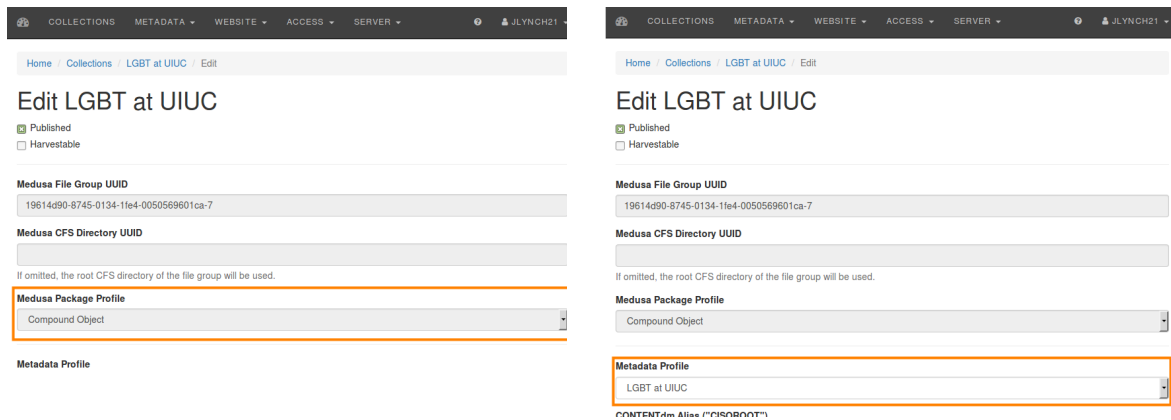 COLLECTIONS METADATA WEBSITE ACCESS SERVER JLYNCH21
Home / Collections / LGBT at UIUC / Edit
Edit LGBT at UIUC
Published
Harvestable
Medusa File Group UUID
19614d90-8745-0134-1fe4-0050569601ca-7
Medusa CFS Directory UUID
If omitted, the root CFS directory of the file group will be used.
Medusa Package Profile
Compound Object
Metadata Profile
COLLECTIONS METADATA WEBSITE ACCESS SERVER JLYNCH21
Home / Collections / LGBT at UIUC / Edit
Edit LGBT at UIUC
Published
Harvestable
Medusa File Group UUID
19614d90-8745-0134-1fe4-0050569601ca-7
Medusa CFS Directory UUID
If omitted, the root CFS directory of the file group will be used.
Medusa Package Profile
Compound Object
Metadata Profile
LGBT at UIUC
CONTENTdm Alias ("CISOROOT")